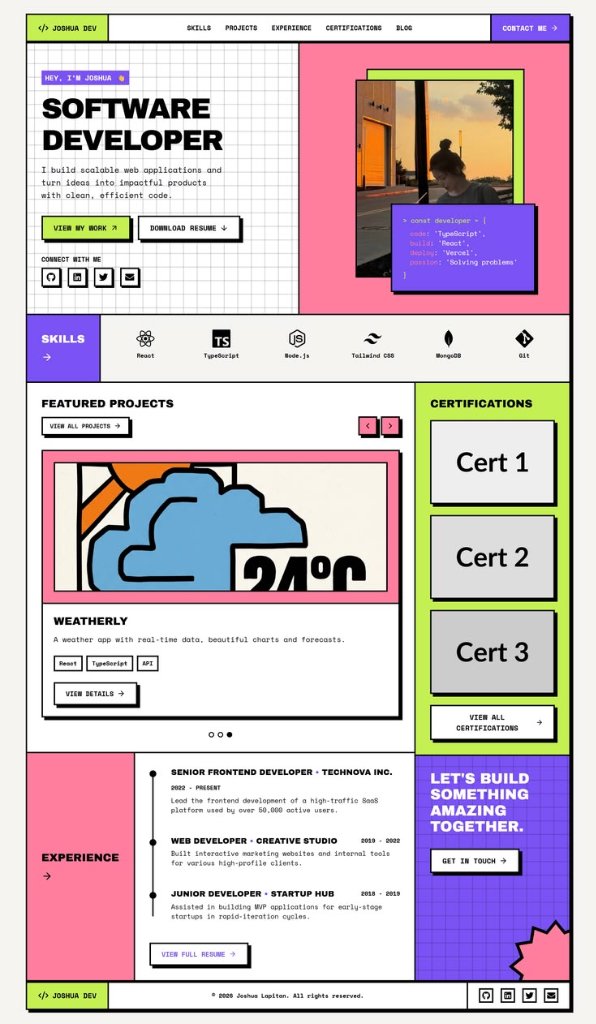 </> JOSHUA DEV
SKILLS PROJECTS EXPERIENCE CERTIFICATIONS BLOG
CONTACT ME →
HEY, I'M JOSHUA 👋
SOFTWARE
DEVELOPER
I build scalable web applications and
turn ideas into impactful products
with clean, efficient code.
VIEW MY WORK ↗
DOWNLOAD RESUME ↓
CONNECT WITH ME
> const developer = {
code: 'TypeScript',
build: 'React',
deploy: 'Vercel',
passion: 'Solving problems'
}
SKILLS
→
React
TS
TypeScript
Node.js
Tailwind CSS
MongoDB
Git
FEATURED PROJECTS
VIEW ALL PROJECTS →
24°C
WEATHERLY
A weather app with real-time data, beautiful charts and forecasts.
React TypeScript API
VIEW DETAILS →
CERTIFICATIONS
Cert 1
Cert 2
Cert 3
VIEW ALL
CERTIFICATIONS →
EXPERIENCE
→
SENIOR FRONTEND DEVELOPER • TECHNOVA INC.
2022 - PRESENT
Lead the frontend development of a high-traffic SaaS
platform used by over 50,000 active users.
WEB DEVELOPER • CREATIVE STUDIO 2019 - 2022
Built interactive marketing websites and internal tools
for various high-profile clients.
JUNIOR DEVELOPER • STARTUP HUB 2018 - 2019
Assisted in building MVP applications for early-stage
startups in rapid-iteration cycles.
VIEW FULL RESUME →
LET'S BUILD
SOMETHING
AMAZING
TOGETHER.
GET IN TOUCH →
</> JOSHUA DEV
© 2026 Joshua Lapitan. All rights reserved.